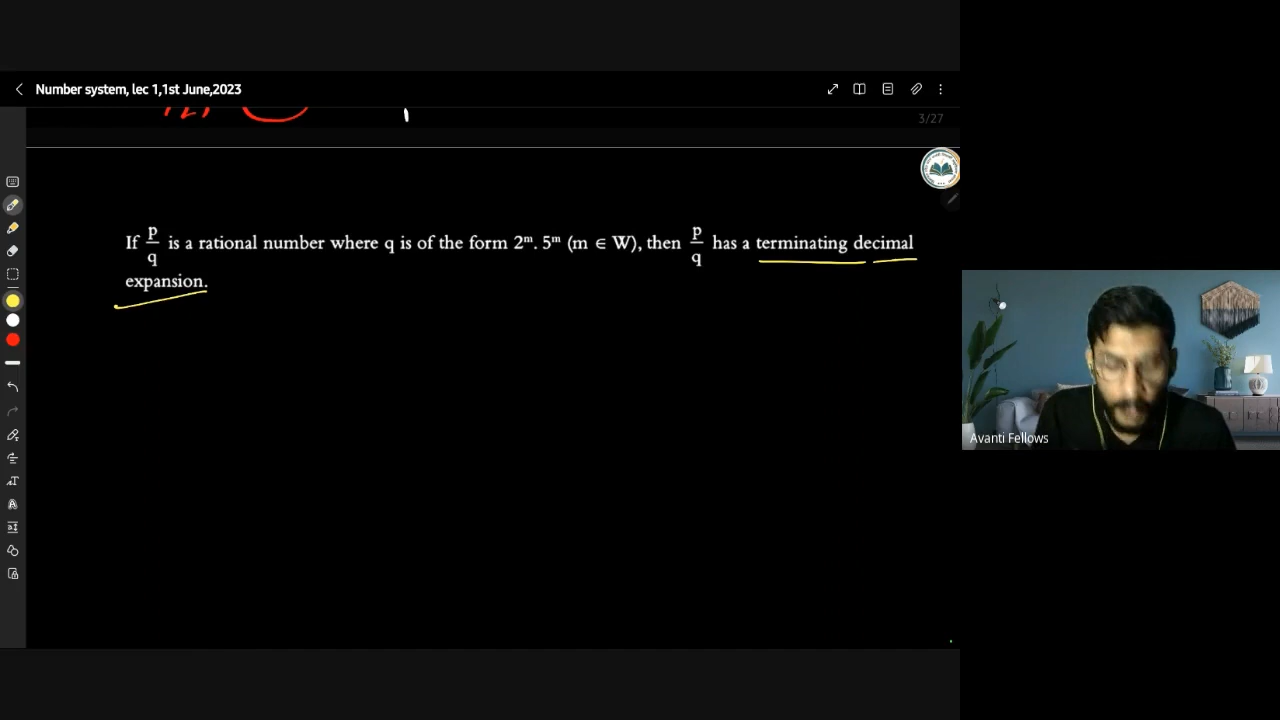 Number system, lec 1,1st June,2023
3/27
If p/q is a rational number where q is of the form 2ᵐ. 5ᵐ (m ∈ W), then p/q has a terminating decimal
expansion.
Avanti Fellows